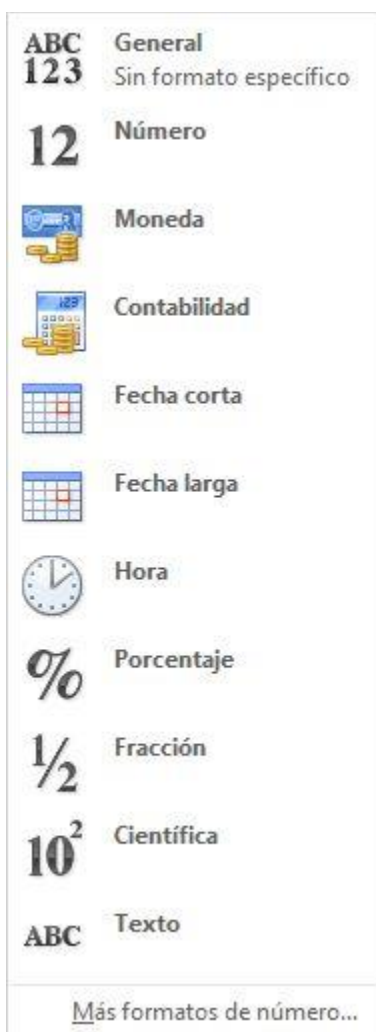 ABC
123
General
Sin formato específico
12
Número
Moneda
123
Contabilidad
Fecha corta
Fecha larga
Hora
%
Porcentaje
1/2
Fracción
10²
Científica
ABC
Texto
Más formatos de número...